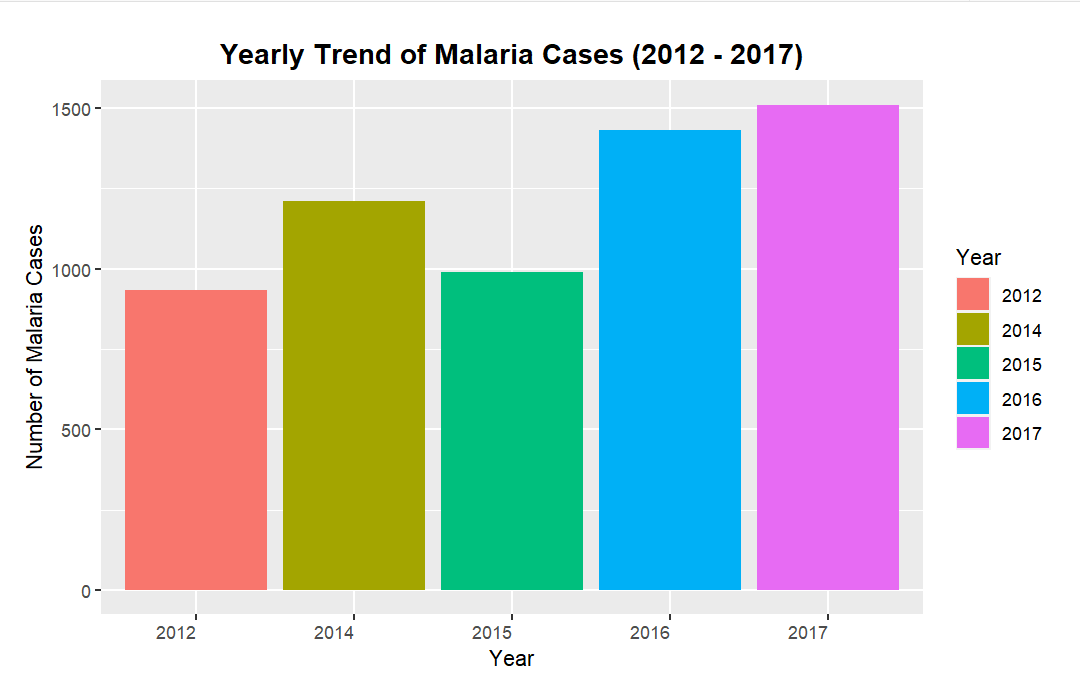 Yearly Trend of Malaria Cases (2012 - 2017)
Number of Malaria Cases
1500
1000
500
0
2012 2014 2015 2016 2017
Year
Year
2012
2014
2015
2016
2017